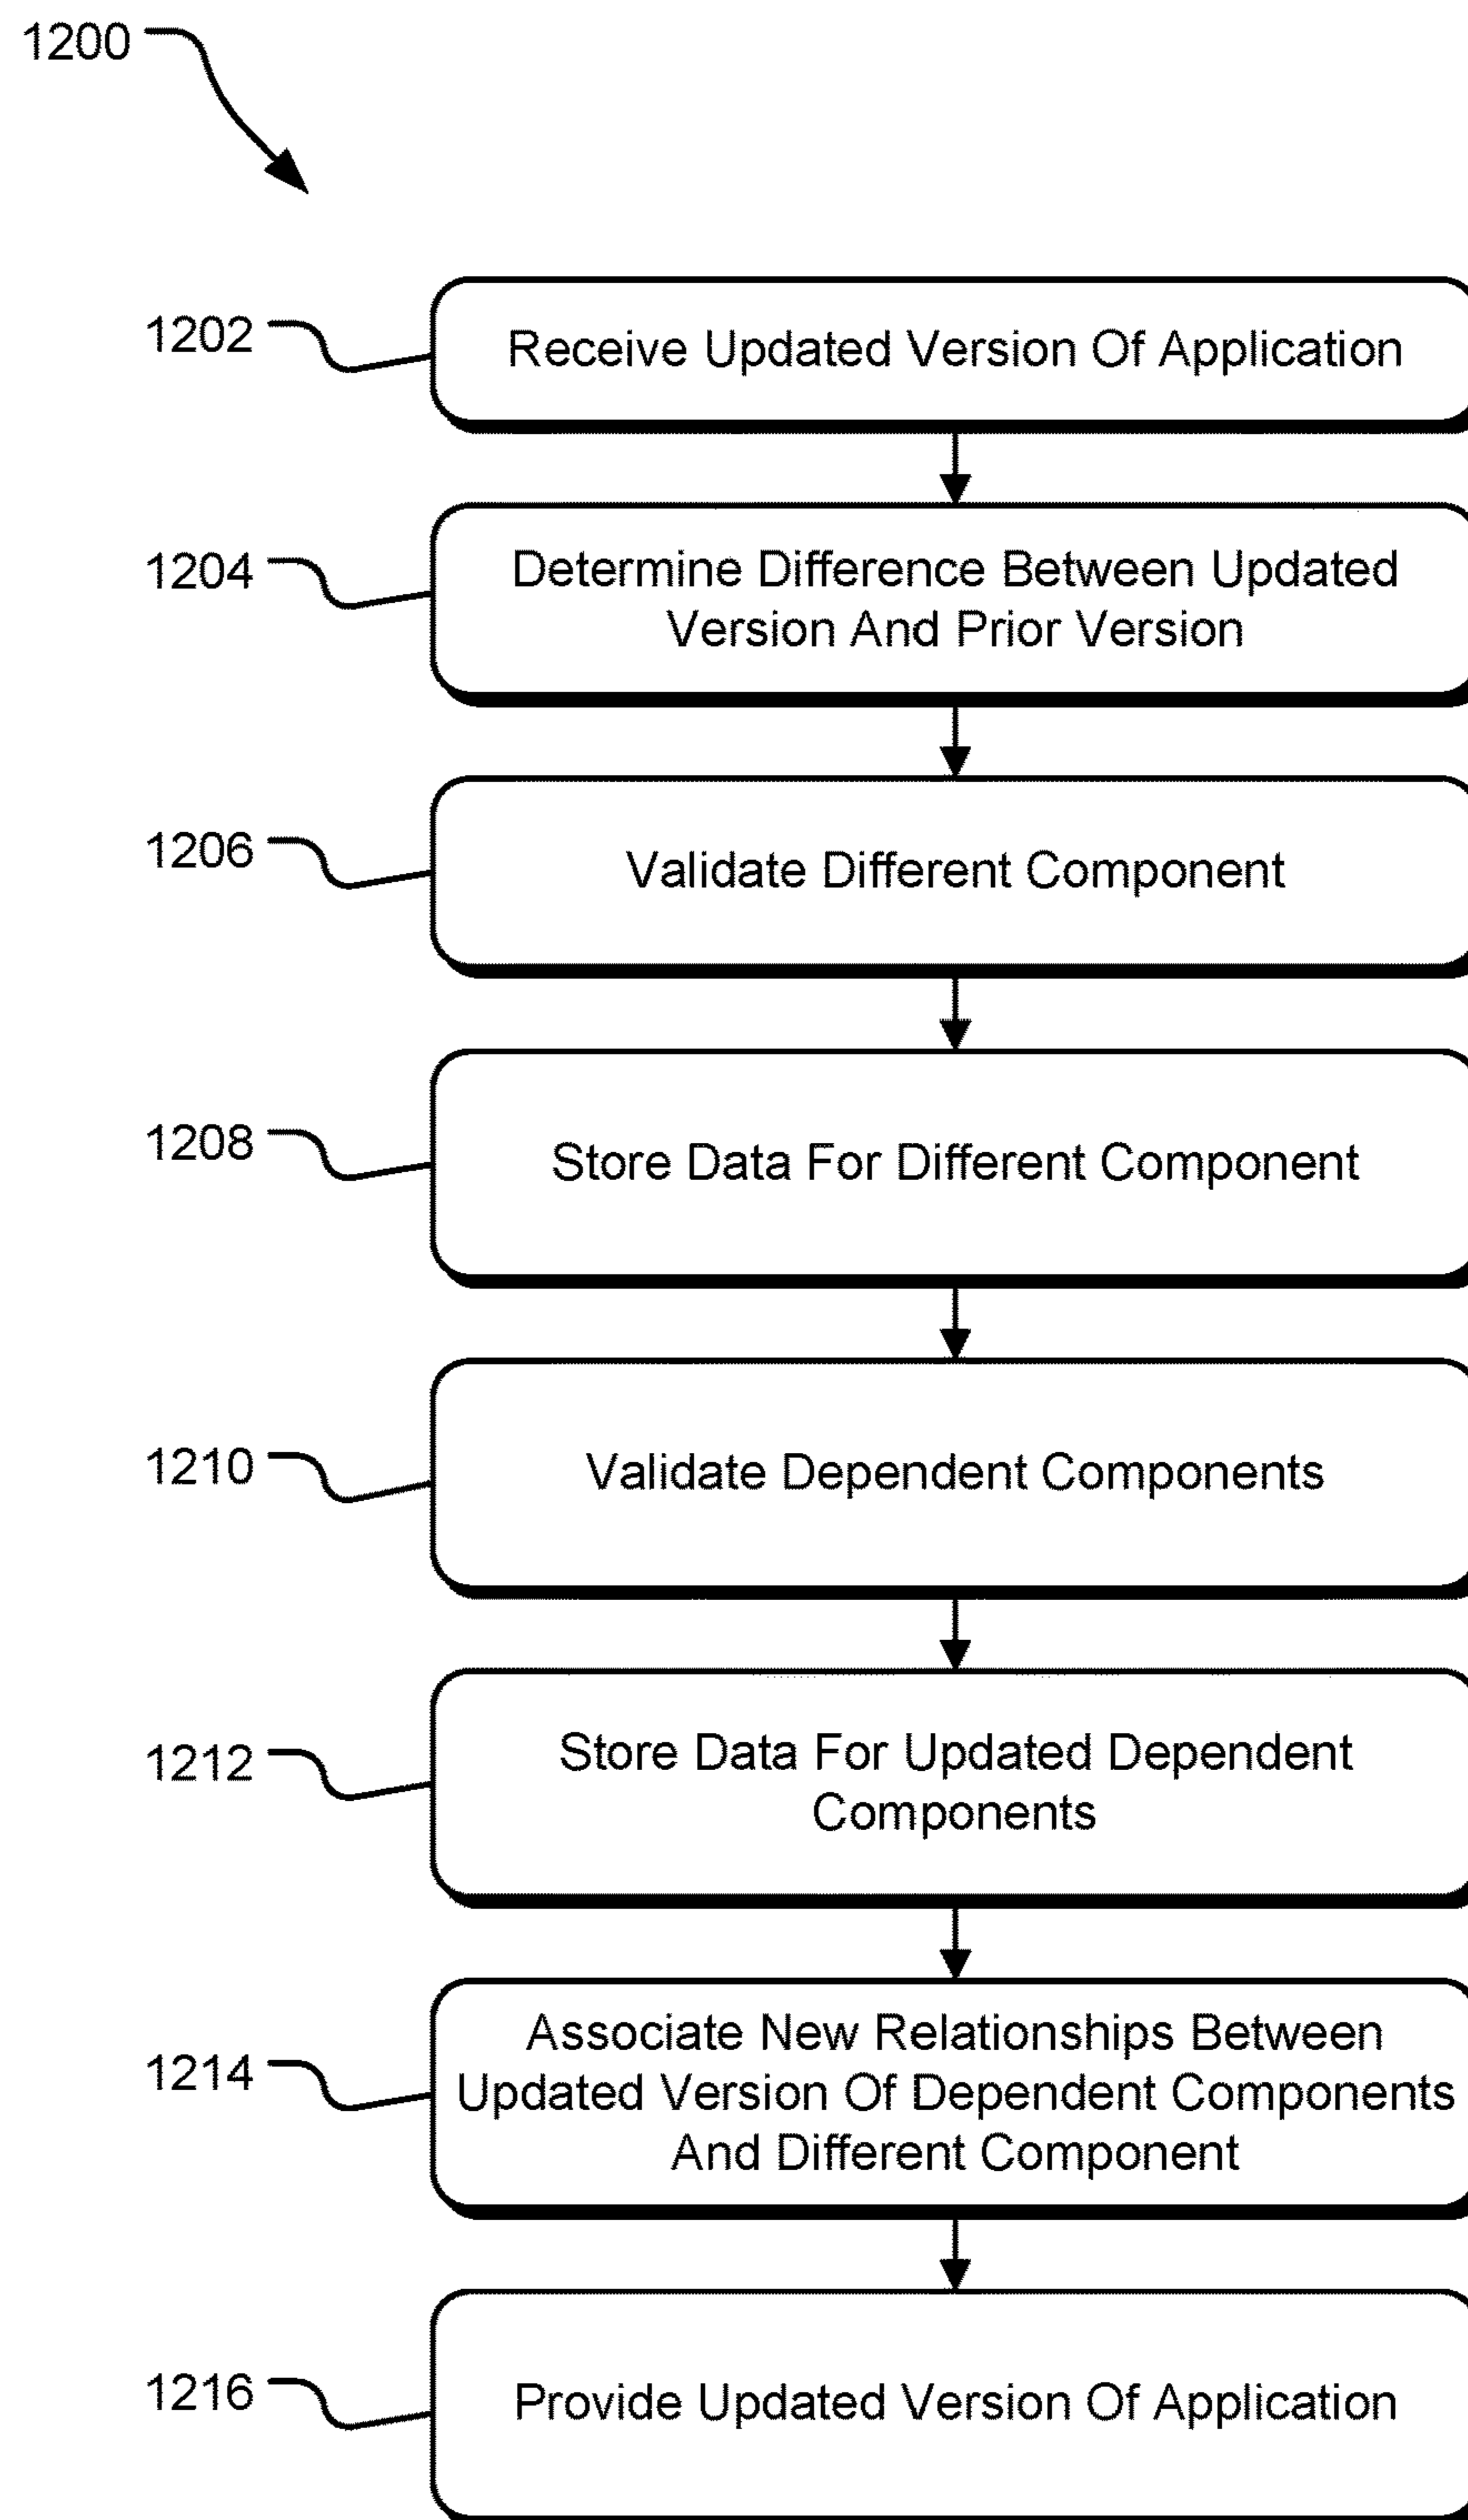 1200
1202
Receive Updated Version Of Application
1204
Determine Difference Between Updated
Version And Prior Version
1206
Validate Different Component
1208
Store Data For Different Component
1210
Validate Dependent Components
1212
Store Data For Updated Dependent
Components
1214
Associate New Relationships Between
Updated Version Of Dependent Components
And Different Component
1216
Provide Updated Version Of Application